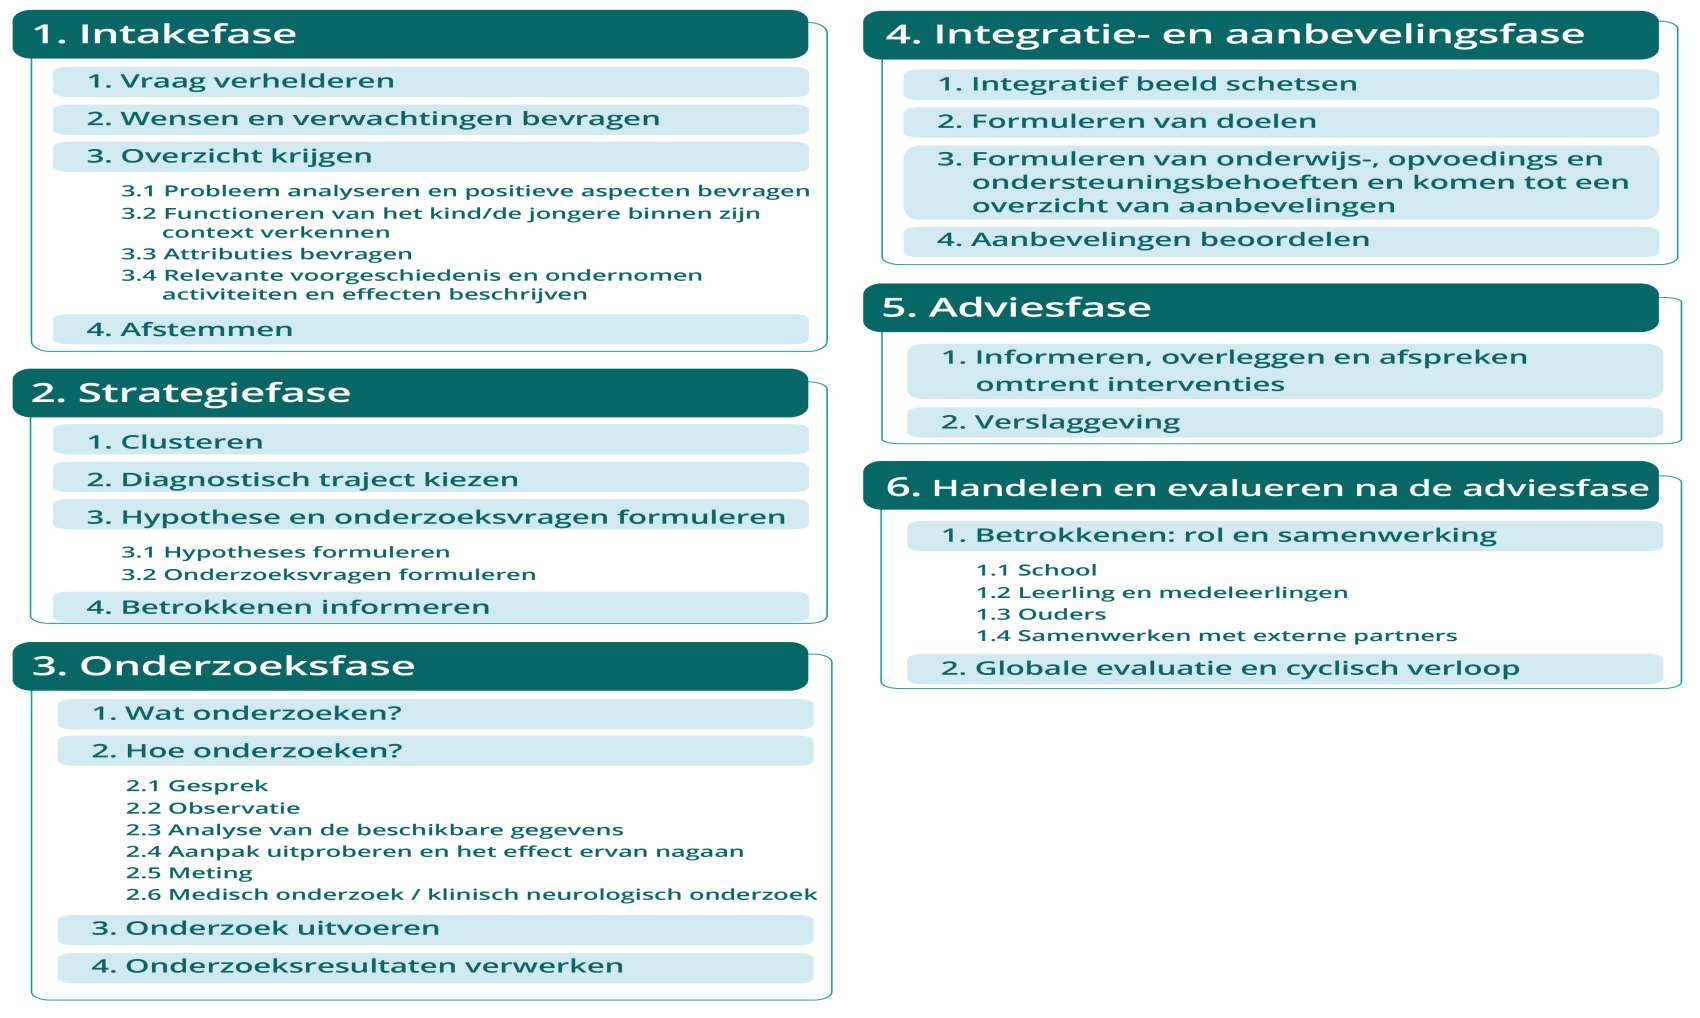 1. Intakefase
1. Vraag verhelderen
2. Wensen en verwachtingen bevragen
3. Overzicht krijgen
3.1 Probleem analyseren en positieve aspecten bevragen
3.2 Functioneren van het kind/de jongere binnen zijn
context verkennen
3.3 Attributies bevragen
3.4 Relevante voorgeschiedenis en ondernomen
activiteiten en effecten beschrijven
4. Afstemmen
2. Strategiefase
1. Clusteren
2. Diagnostisch traject kiezen
3. Hypothese en onderzoeksvragen formuleren
3.1 Hypotheses formuleren
3.2 Onderzoeksvragen formuleren
4. Betrokkenen informeren
3. Onderzoeksfase
1. Wat onderzoeken?
2. Hoe onderzoeken?
2.1 Gesprek
2.2 Observatie
2.3 Analyse van de beschikbare gegevens
2.4 Aanpak uitproberen en het effect ervan nagaan
2.5 Meting
2.6 Medisch onderzoek / klinisch neurologisch onderzoek
3. Onderzoek uitvoeren
4. Onderzoeksresultaten verwerken
4. Integratie- en aanbevelingsfase
1. Integratief beeld schetsen
2. Formuleren van doelen
3. Formuleren van onderwijs-, opvoedings en
ondersteuningsbehoeften en komen tot een
overzicht van aanbevelingen
4. Aanbevelingen beoordelen
5. Adviesfase
1. Informeren, overleggen en afspreken
omtrent interventies
2. Verslaggeving
6. Handelen en evalueren na de adviesfase
1. Betrokkenen: rol en samenwerking
1.1 School
1.2 Leerling en medeleerlingen
1.3 Ouders
1.4 Samenwerken met externe partners
2. Globale evaluatie en cyclisch verloop